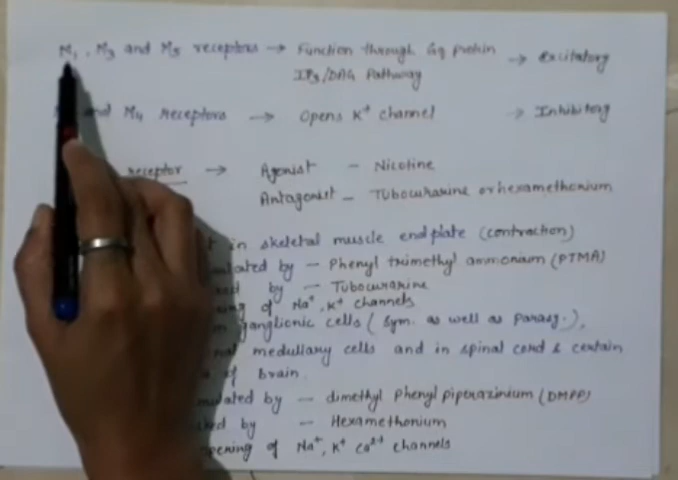 M1, M3 and M5 receptors → Function through Gq protein → Excitatory
IP3/DAG Pathway
and M4 receptors → Opens K+ channel → Inhibitory
receptor → Agonist - Nicotine
Antagonist - Tubocurarine or hexamethonium
in skeletal muscle endplate (contraction)
by - Phenyl trimethyl ammonium (PTMA)
by - Tubocurarine
of Na+, K+ channels
ganglionic cells (Sym. as well as Parasy.),
medullary cells and in spinal cord & certain
of brain.
by - dimethyl Phenyl piperazinium (DMPP)
by - Hexamethonium
opening of Na+, K+ Ca2+ channels